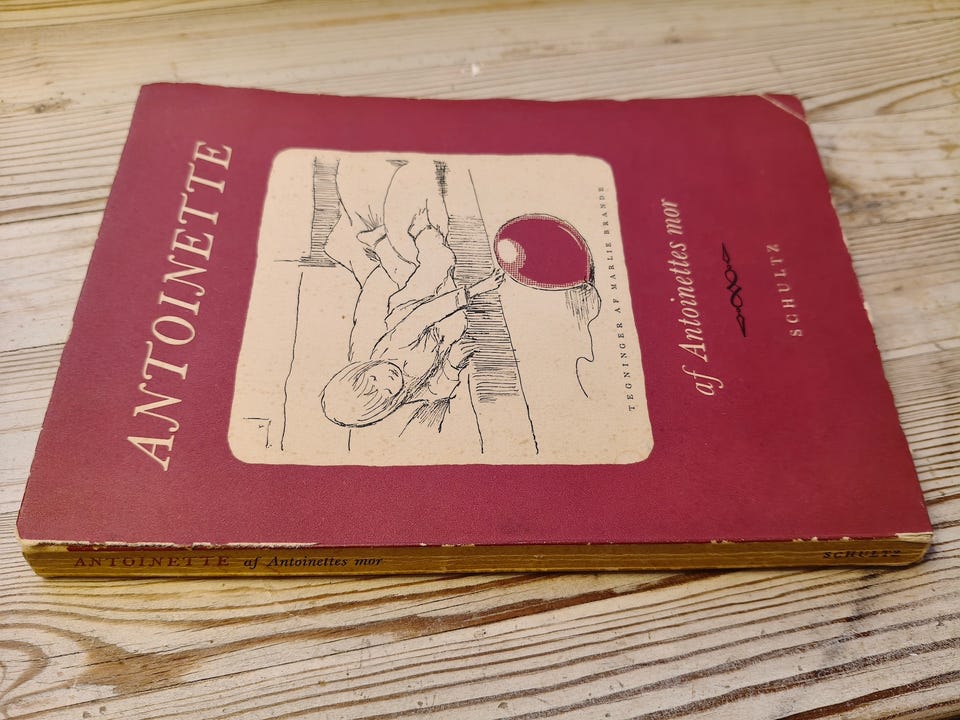 ANTOINETTE
TEGNINGER AF MARLIE BRANDE
af Antoinettes mor
SCHULTZ
ANTOINETTE af Antoinettes mor SCHULTZ